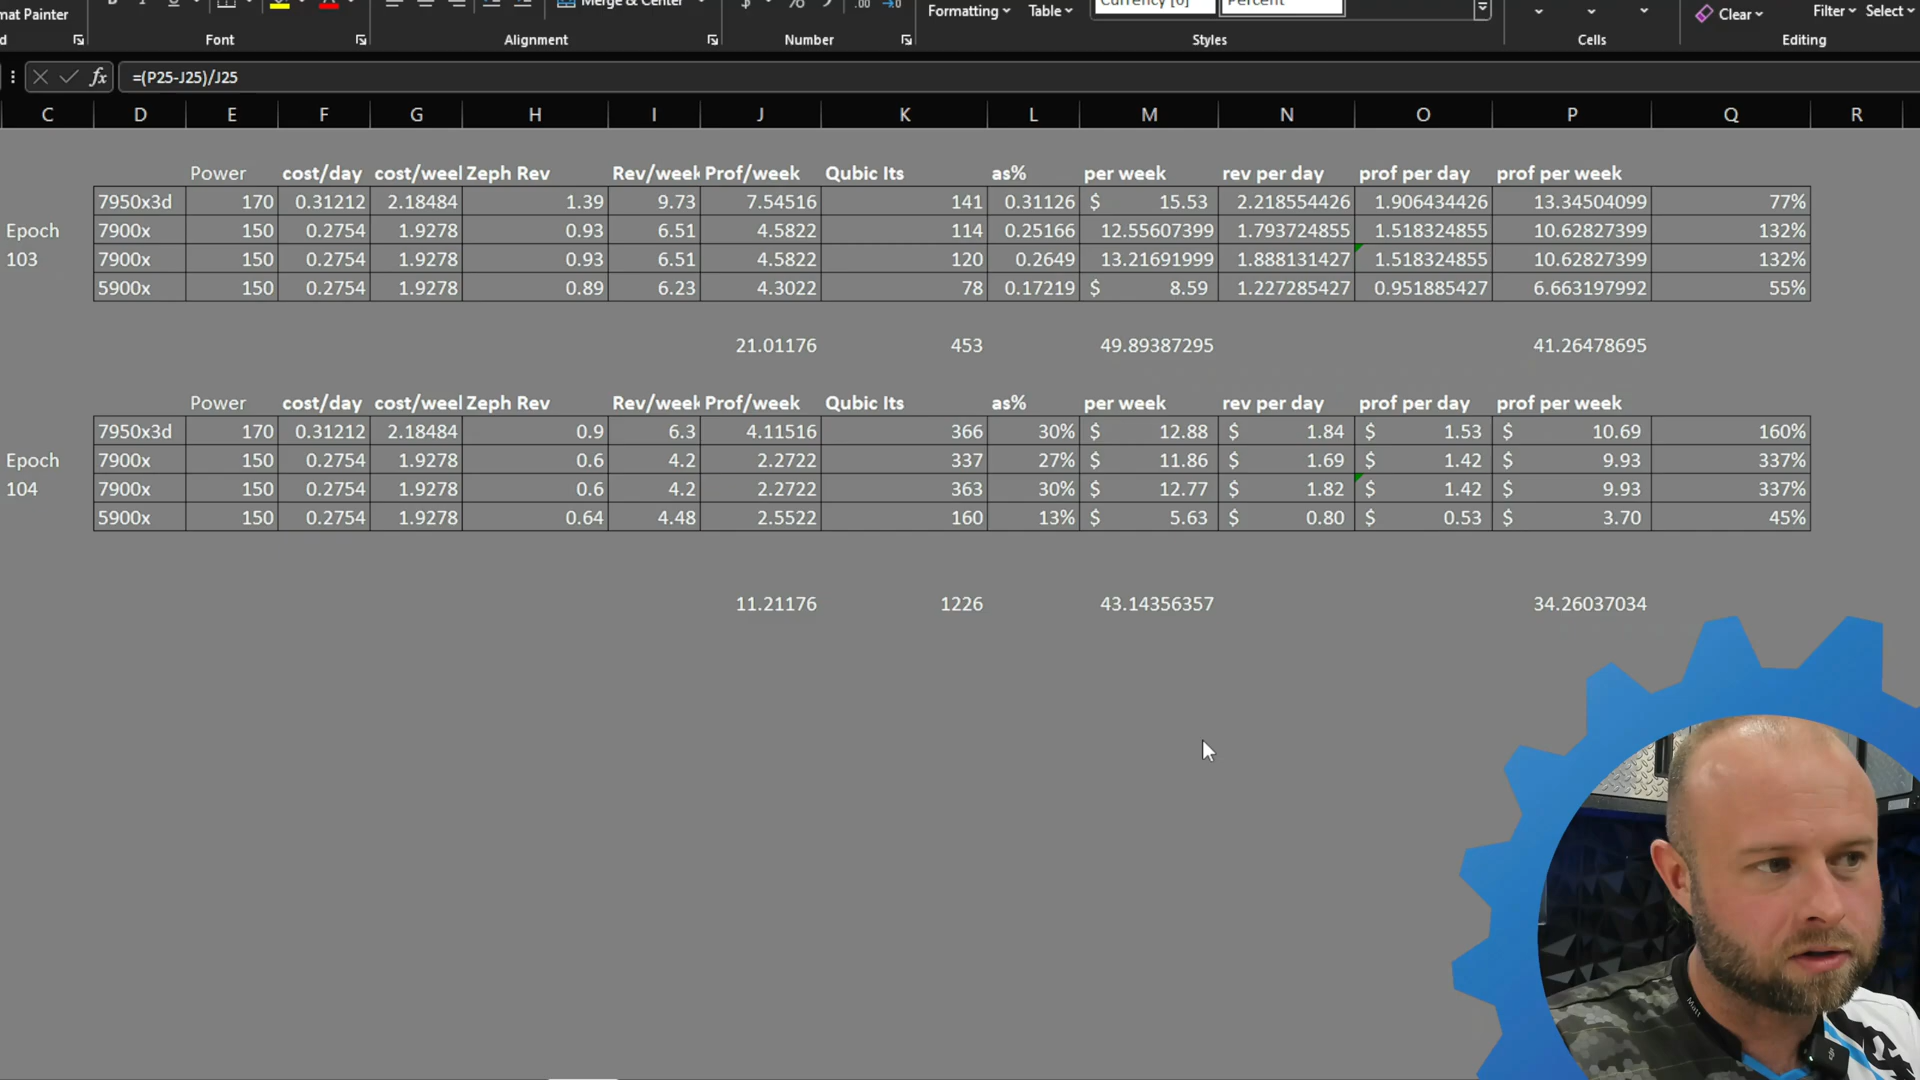 mat Painter
Merge & Center
$
%
.00
Formatting
Table
Currency [0]
Percent
Clear
Filter
Select
d
Font
Alignment
Number
Styles
Cells
Editing
fx =(P25-J25)/J25
C D E F G H I J K L M N O P Q R
Power cost/day cost/weel Zeph Rev Rev/week Prof/week Qubic Its as% per week rev per day prof per day prof per week
7950x3d 170 0.31212 2.18484 1.39 9.73 7.54516 141 0.31126 $ 15.53 2.218554426 1.906434426 13.34504099 77%
Epoch 7900x 150 0.2754 1.9278 0.93 6.51 4.5822 114 0.25166 12.55607399 1.793724855 1.518324855 10.62827399 132%
103 7900x 150 0.2754 1.9278 0.93 6.51 4.5822 120 0.2649 13.21691999 1.888131427 1.518324855 10.62827399 132%
5900x 150 0.2754 1.9278 0.89 6.23 4.3022 78 0.17219 $ 8.59 1.227285427 0.951885427 6.663197992 55%
21.01176 453 49.89387295 41.26478695
Power cost/day cost/weel Zeph Rev Rev/week Prof/week Qubic Its as% per week rev per day prof per day prof per week
7950x3d 170 0.31212 2.18484 0.9 6.3 4.11516 366 30% $ 12.88 $ 1.84 $ 1.53 $ 10.69 160%
Epoch 7900x 150 0.2754 1.9278 0.6 4.2 2.2722 337 27% $ 11.86 $ 1.69 $ 1.42 $ 9.93 337%
104 7900x 150 0.2754 1.9278 0.6 4.2 2.2722 363 30% $ 12.77 $ 1.82 $ 1.42 $ 9.93 337%
5900x 150 0.2754 1.9278 0.64 4.48 2.5522 160 13% $ 5.63 $ 0.80 $ 0.53 $ 3.70 45%
11.21176 1226 43.14356357 34.26037034
Matt